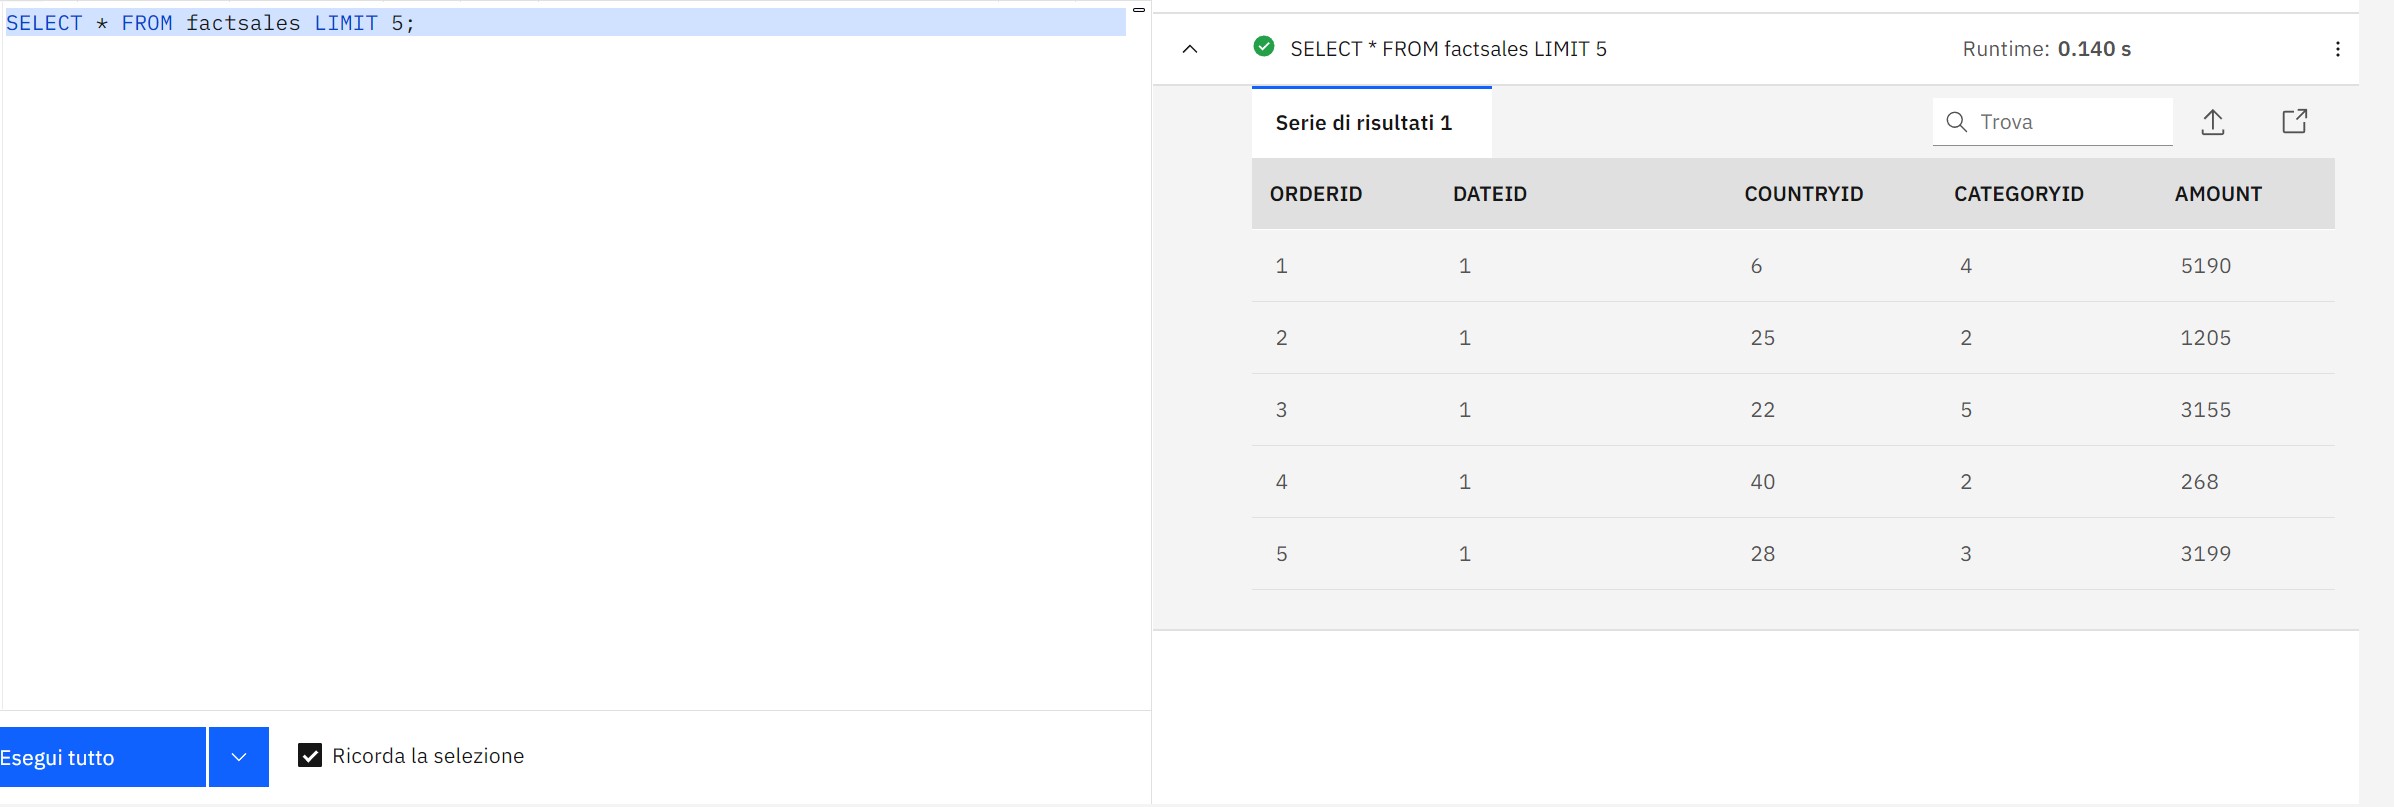 SELECT * FROM factsales LIMIT 5;
SELECT * FROM factsales LIMIT 5 Runtime: 0.140 s
Serie di risultati 1 Trova
ORDERID DATEID COUNTRYID CATEGORYID AMOUNT
1 1 6 4 5190
2 1 25 2 1205
3 1 22 5 3155
4 1 40 2 268
5 1 28 3 3199
Esegui tutto Ricorda la selezione